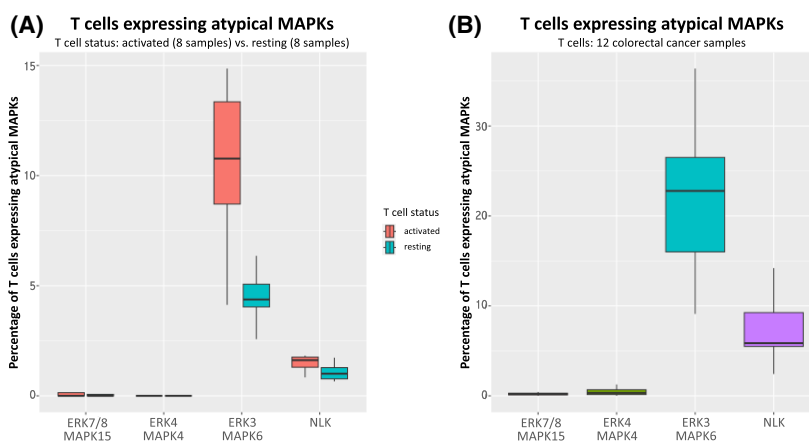 (A)
T cells expressing atypical MAPKs
T cell status: activated (8 samples) vs. resting (8 samples)
Percentage of T cells expressing atypical MAPKs
15
10
5
0
ERK7/8
MAPK15
ERK4
MAPK4
ERK3
MAPK6
NLK
T cell status
activated
resting
(B)
T cells expressing atypical MAPKs
T cells: 12 colorectal cancer samples
Percentage of T cells expressing atypical MAPKs
30
20
10
0
ERK7/8
MAPK15
ERK4
MAPK4
ERK3
MAPK6
NLK